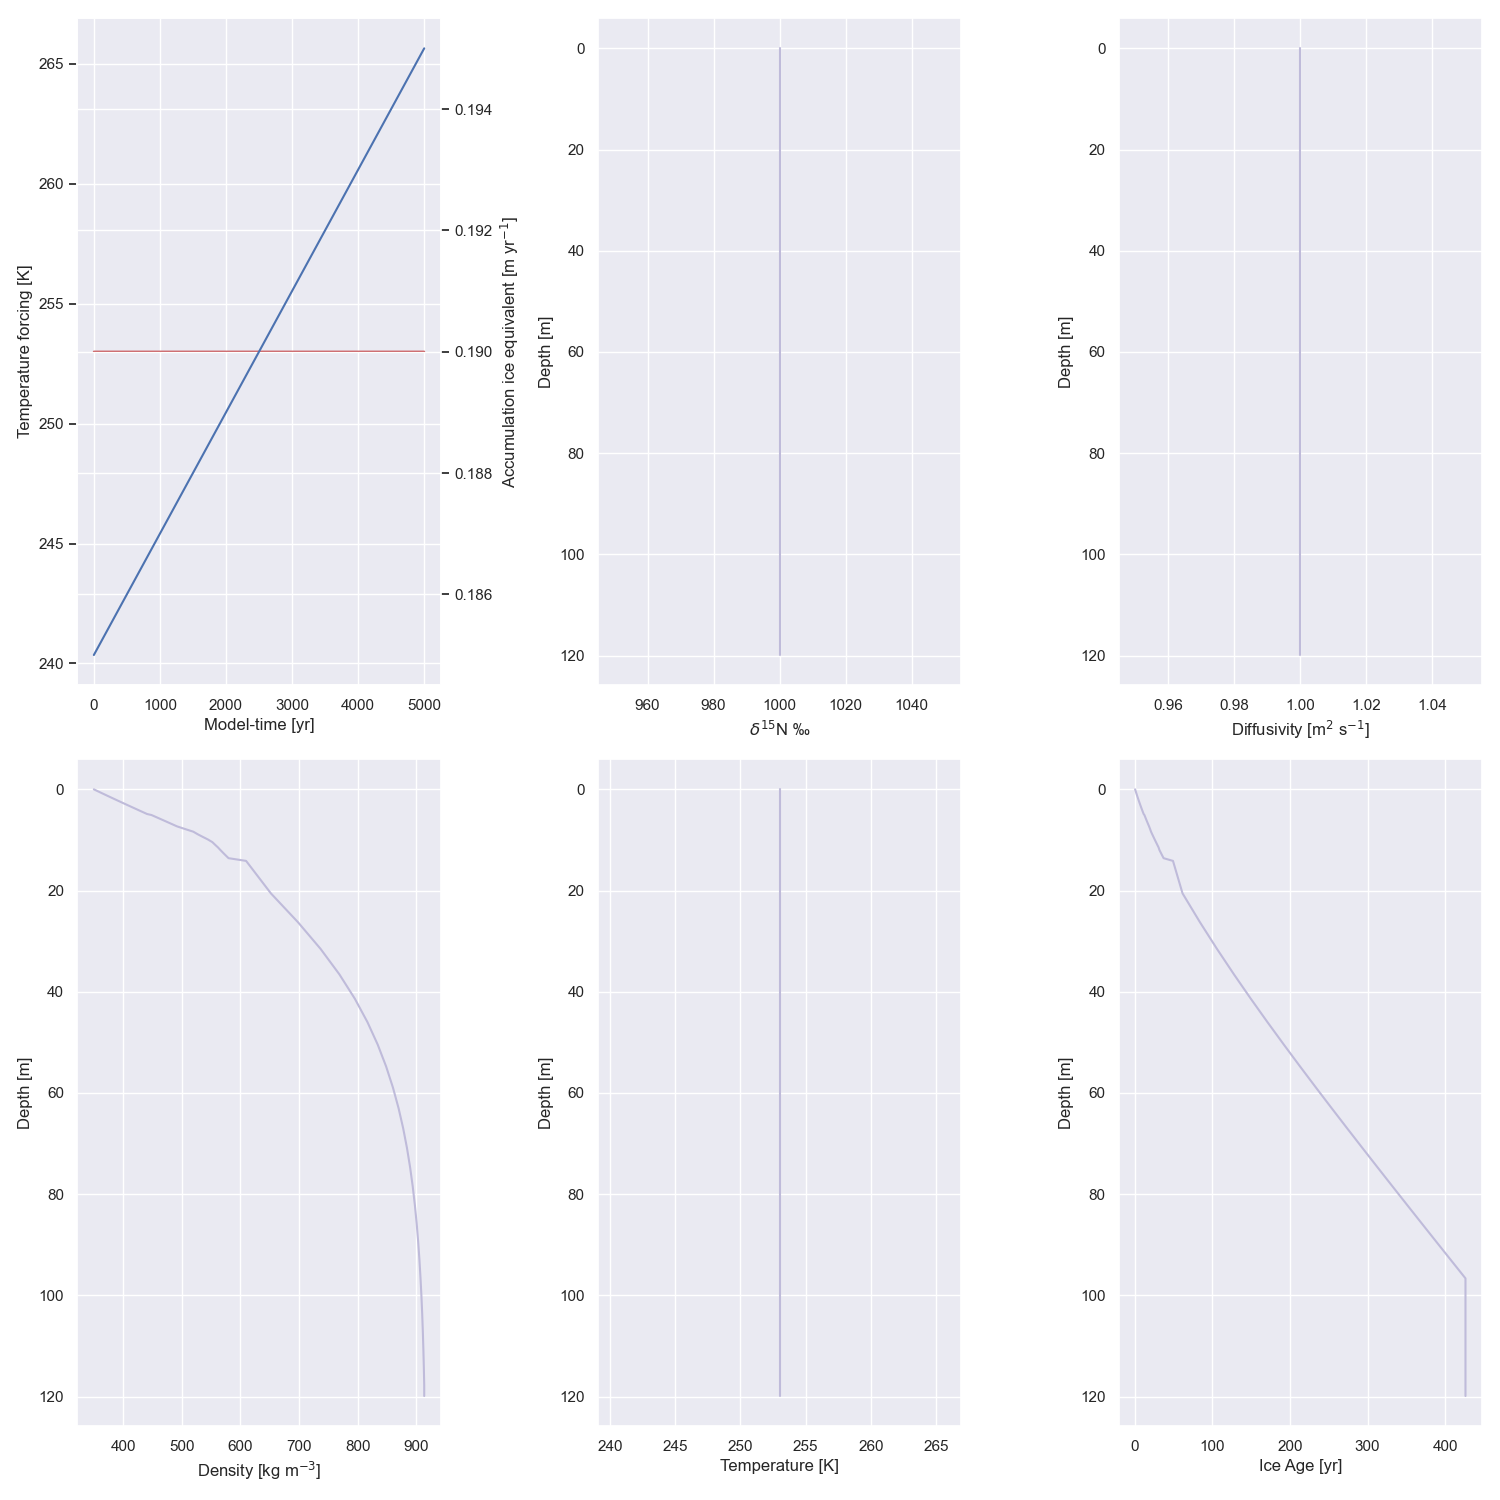 265
260
255
250
245
240
Temperature forcing [K]
0.194
0.192
0.190
0.188
0.186
Accumulation ice equivalent [m yr⁻¹]
0 1000 2000 3000 4000 5000
Model-time [yr]
0
20
40
60
80
100
120
Depth [m]
960 980 1000 1020 1040
δ¹⁵N ‰
0
20
40
60
80
100
120
Depth [m]
0.96 0.98 1.00 1.02 1.04
Diffusivity [m² s⁻¹]
0
20
40
60
80
100
120
Depth [m]
400 500 600 700 800 900
Density [kg m⁻³]
0
20
40
60
80
100
120
Depth [m]
240 245 250 255 260 265
Temperature [K]
0
20
40
60
80
100
120
Depth [m]
0 100 200 300 400
Ice Age [yr]